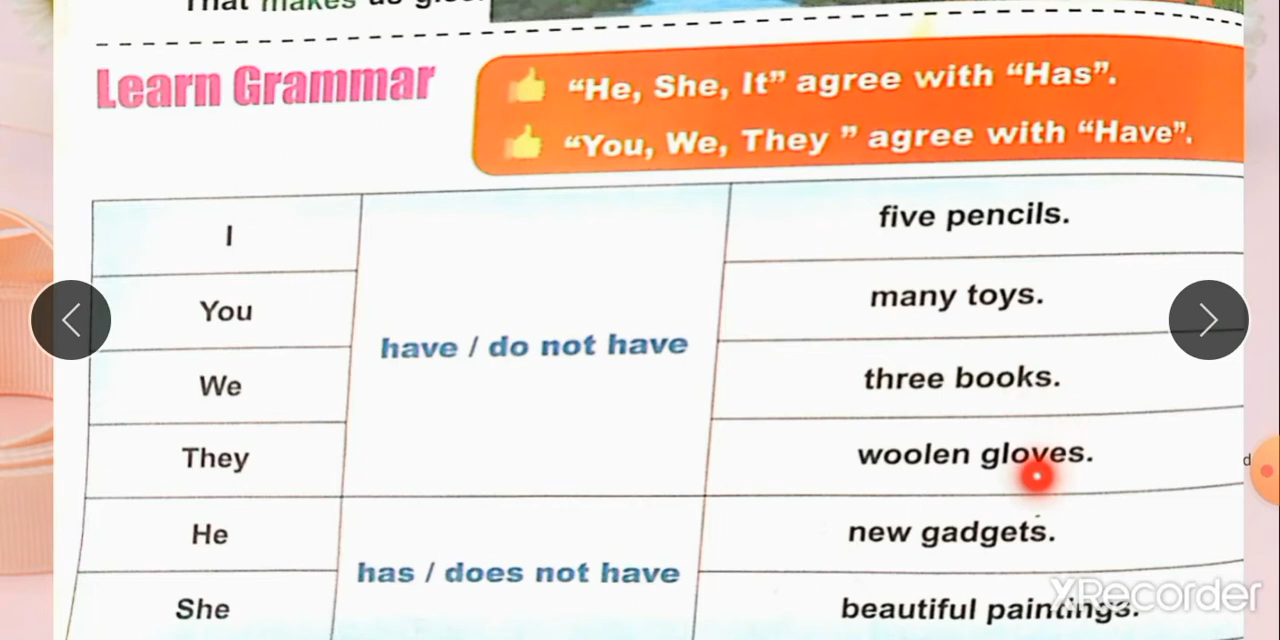 makes
Learn Grammar
“He, She, It” agree with “Has”.
“You, We, They ” agree with “Have”.
I
five pencils.
You
many toys.
have / do not have
We
three books.
They
woolen gloves.
He
new gadgets.
has / does not have
She
beautiful paintings.
XRecorder
d